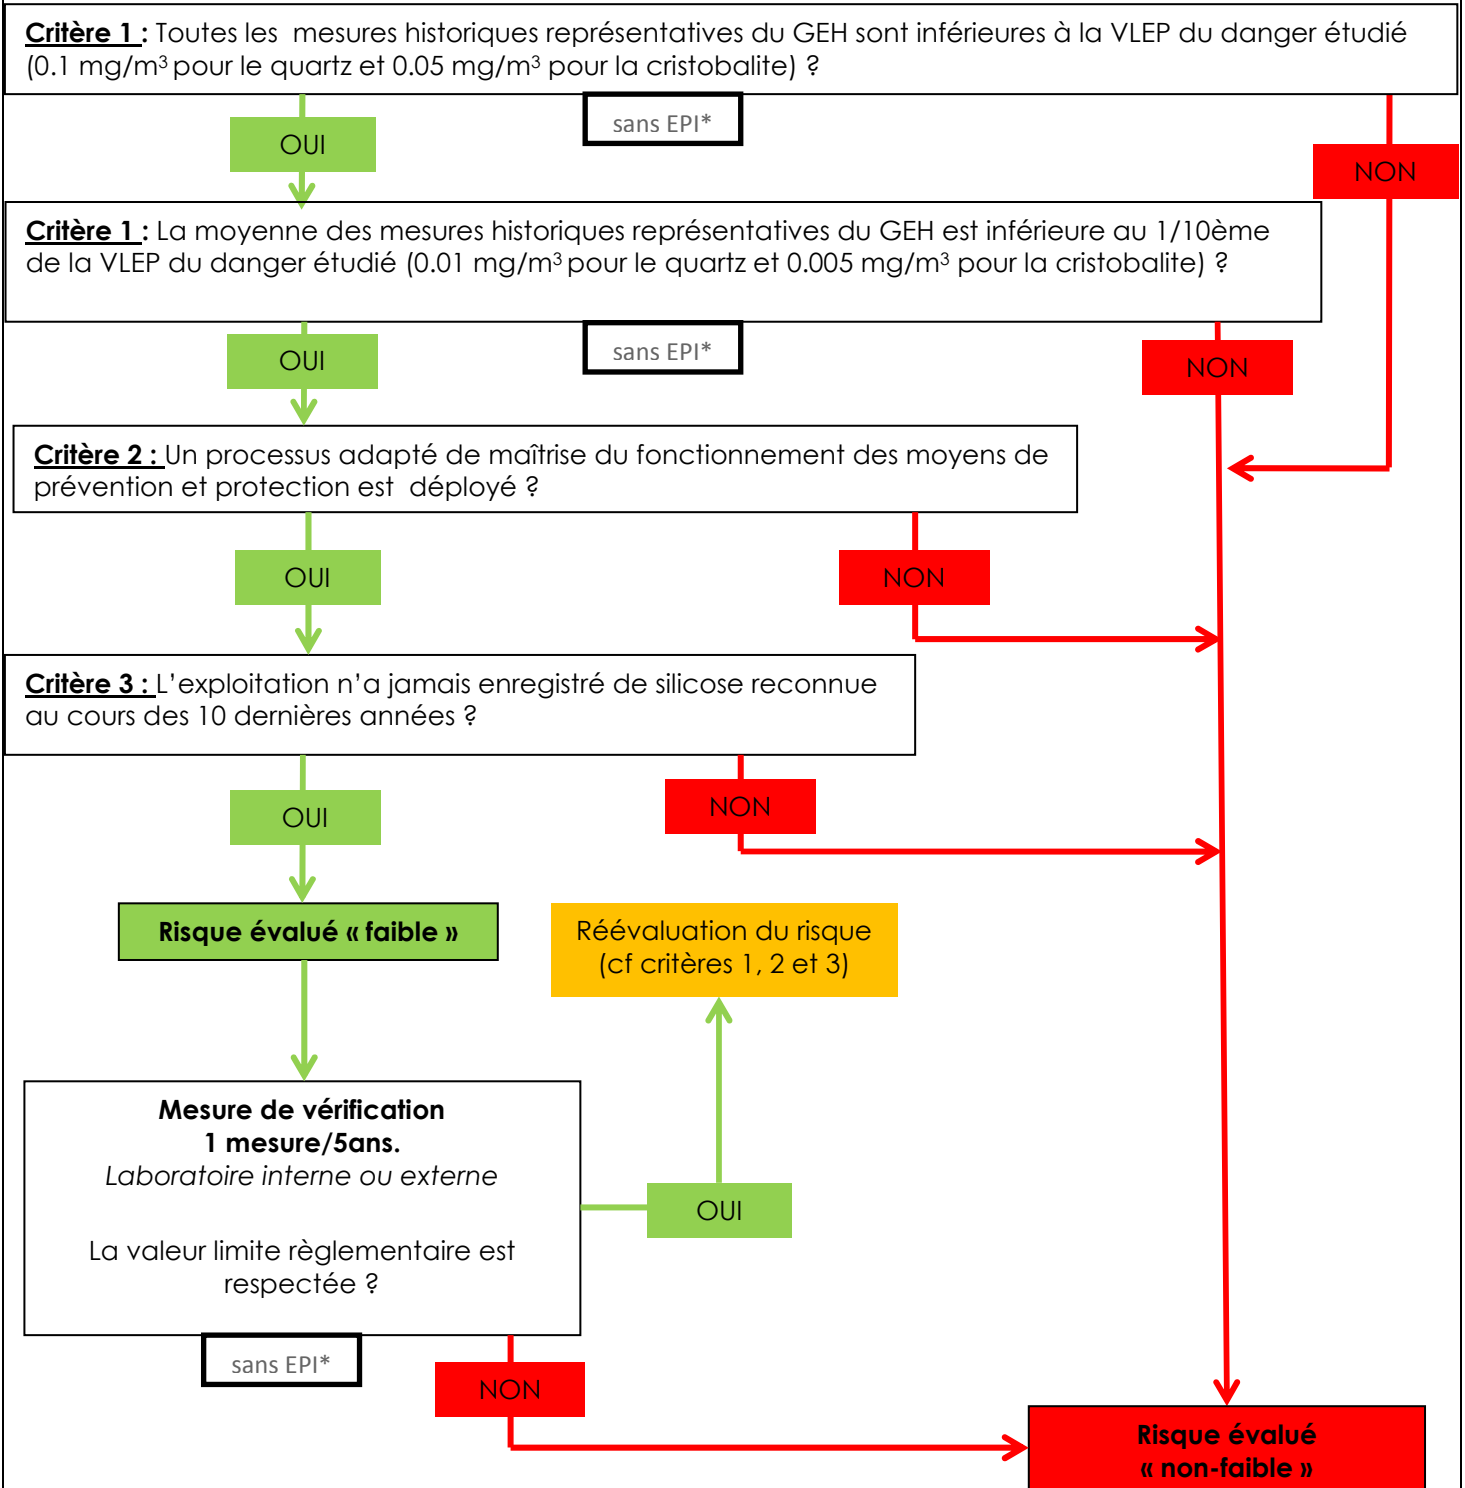 Critère 1 : Toutes les mesures historiques représentatives du GEH sont inférieures à la VLEP du danger étudié
(0.1 mg/m³ pour le quartz et 0.05 mg/m³ pour la cristobalite) ?
sans EPI*
OUI
NON
Critère 1 : La moyenne des mesures historiques représentatives du GEH est inférieure au 1/10ème
de la VLEP du danger étudié (0.01 mg/m³ pour le quartz et 0.005 mg/m³ pour la cristobalite) ?
sans EPI*
OUI
NON
Critère 2 : Un processus adapté de maîtrise du fonctionnement des moyens de
prévention et protection est déployé ?
OUI
NON
Critère 3 : L’exploitation n’a jamais enregistré de silicose reconnue
au cours des 10 dernières années ?
OUI
NON
Risque évalué « faible »
Réévaluation du risque
(cf critères 1, 2 et 3)
Mesure de vérification
1 mesure/5ans.
Laboratoire interne ou externe
La valeur limite règlementaire est
respectée ?
OUI
sans EPI*
NON
Risque évalué
« non-faible »